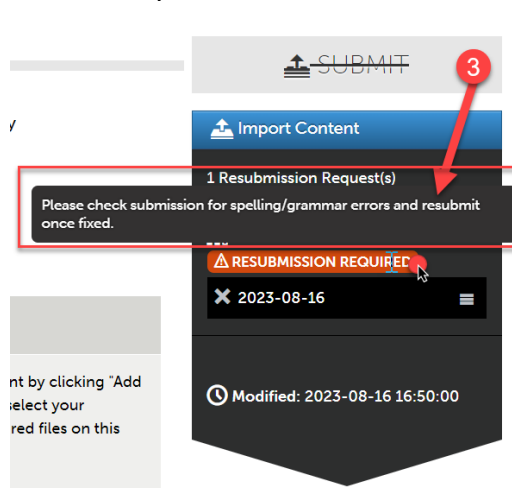 SUBMIT
3
y
Import Content
1 Resubmission Request(s)
Please check submission for spelling/grammar errors and resubmit
once fixed.
RESUBMISSION REQUIRED
2023-08-16
nt by clicking "Add
select your
red files on this
Modified: 2023-08-16 16:50:00